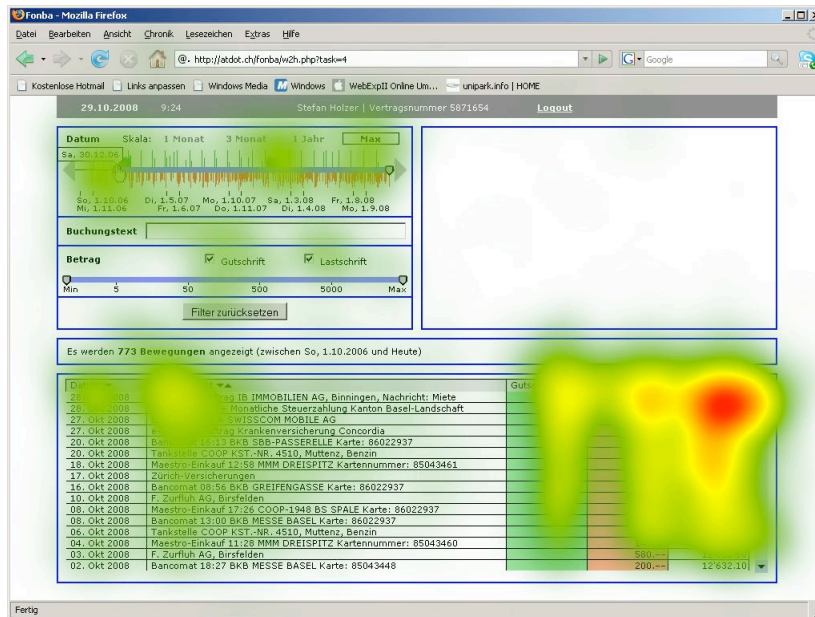 Fonba - Mozilla Firefox
Datei Bearbeiten Ansicht Chronik Lesezeichen Extras Hilfe
http://atdot.ch/fonba/w2h.php?task=4 Google
Kostenlose Hotmail Links anpassen Windows Media Windows WebExpII Online Um... unipark.info | HOME
29.10.2008 9:24 Stefan Holzer | Vertragsnummer 5871654 Logout
Datum Skala: 1 Monat 3 Monat 1 Jahr Max
Sa, 30.12.06
So, 1.10.06 Di, 1.5.07 Mo, 1.10.07 Sa, 1.3.08 Fr, 1.8.08
Mi, 1.11.06 Fr, 1.6.07 Do, 1.11.07 Di, 1.4.08 Mo, 1.9.08
Buchungstext
Betrag Gutschrift Lastschrift
Min 5 50 500 5000 Max
Filter zurücksetzen
Es werden 773 Bewegungen angezeigt (zwischen So, 1.10.2006 und Heute)
IB IMMOBILIEN AG, Binningen, Nachricht: Miete
Monatliche Steuerzahlung Kanton Basel-Landschaft
27. Okt 2008 SWISSCOM MOBILE AG
27. Okt 2008 Krankenversicherung Concordia
20. Okt 2008 Bancomat 16:13 BKB SBB-PASSERELLE Karte: 86022937
20. Okt 2008 Tankstelle COOP KST.-NR. 4510, Muttenz, Benzin
18. Okt 2008 Maestro-Einkauf 12:58 MMM DREISPITZ Kartennummer: 85043461
17. Okt 2008 Zürich-Versicherungen
16. Okt 2008 Bancomat 08:56 BKB GREIFENGASSE Karte: 86022937
10. Okt 2008 F. Zurfluh AG, Birsfelden
08. Okt 2008 Maestro-Einkauf 17:26 COOP-1948 BS SPALE Karte: 86022937
08. Okt 2008 Bancomat 13:00 BKB MESSE BASEL Karte: 86022937
06. Okt 2008 Tankstelle COOP KST.-NR. 4510, Muttenz, Benzin
04. Okt 2008 Maestro-Einkauf 11:28 MMM DREISPITZ Kartennummer: 85043460
03. Okt 2008 F. Zurfluh AG, Birsfelden 580.--
02. Okt 2008 Bancomat 18:27 BKB MESSE BASEL Karte: 85043448 200.-- 12'632.10
Fertig